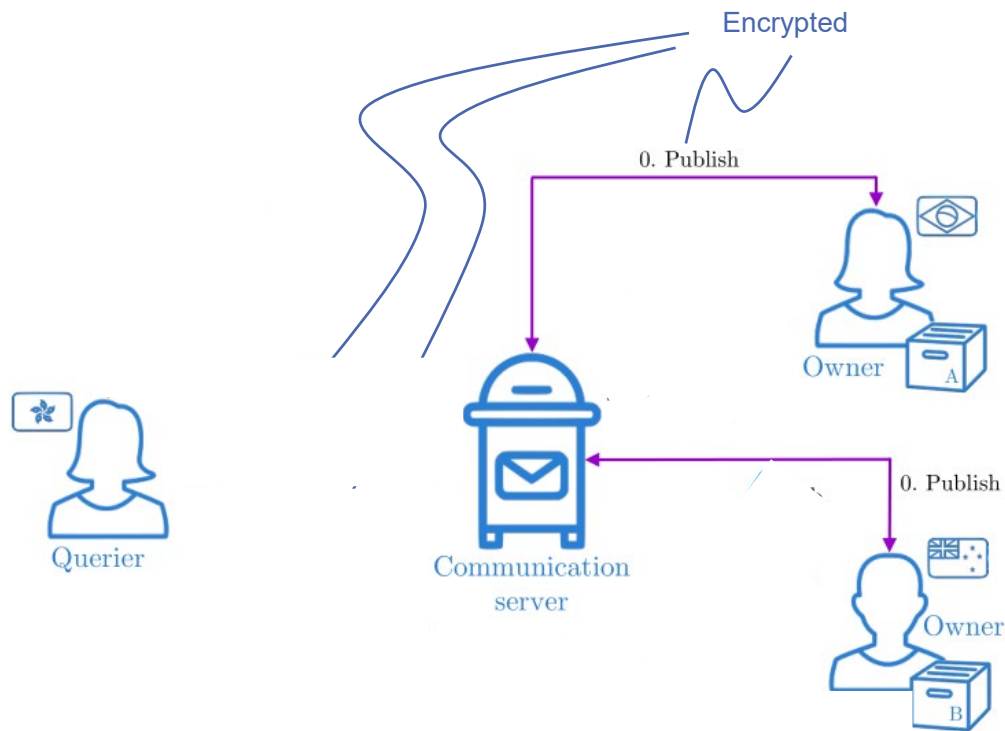 Encrypted
0. Publish
Owner
A
Querier
Communication
server
0. Publish
Owner
B